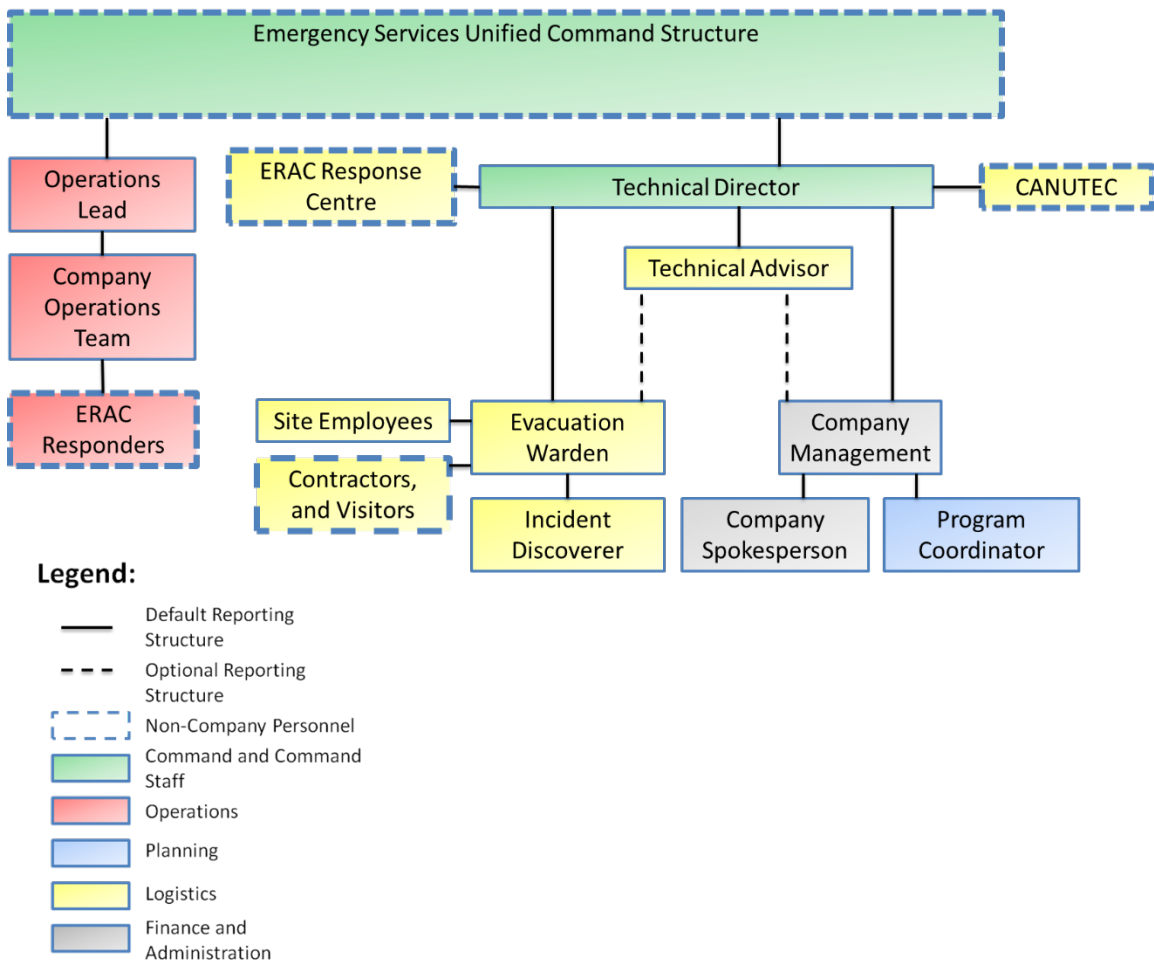 Emergency Services Unified Command Structure
Operations
Lead
ERAC Response
Centre
Technical Director
CANUTEC
Company
Operations
Team
Technical Advisor
ERAC
Responders
Site Employees
Evacuation
Warden
Company
Management
Contractors,
and Visitors
Incident
Discoverer
Company
Spokesperson
Program
Coordinator
Legend:
Default Reporting
Structure
Optional Reporting
Structure
Non-Company Personnel
Command and Command
Staff
Operations
Planning
Logistics
Finance and
Administration